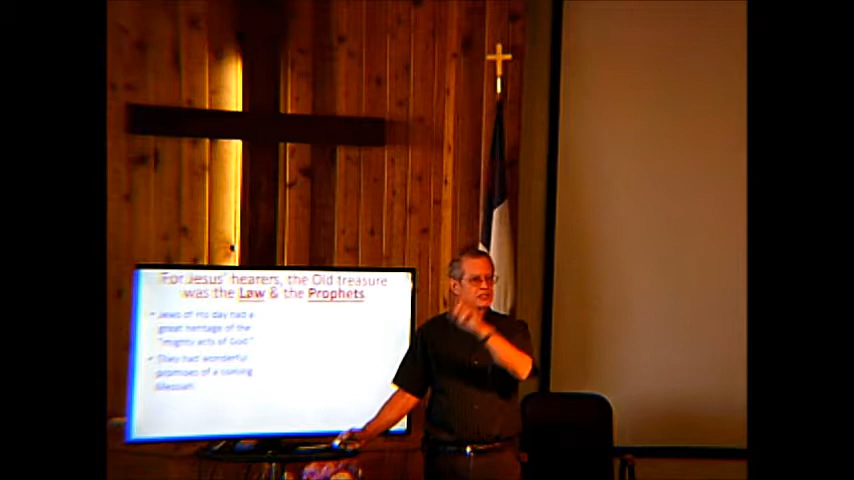 For Jesus' hearers, the Old treasure
was the Law & the Prophets
• Jews of His day had a
great heritage of the
"mighty acts of God"
• They had wonderful
promises of a coming
Messiah